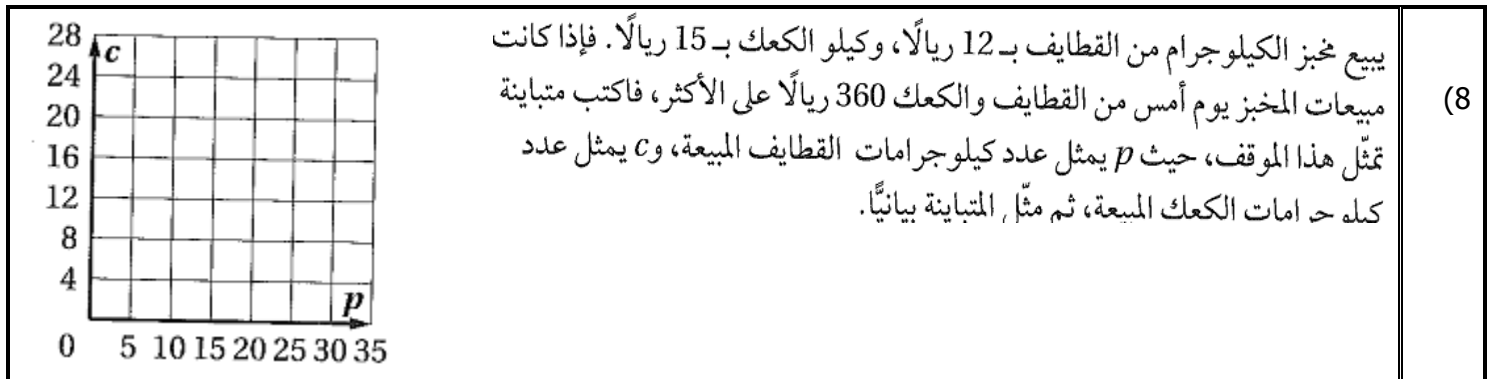 8)
يبيع مخبز الكيلوجرام من القطايف بـ 12 ريالًا، وكيلو الكعك بـ 15 ريالًا. فإذا كانت
مبيعات المخبز يوم أمس من القطايف والكعك 360 ريالًا على الأكثر، فاكتب متباينة
تمثّل هذا الموقف، حيث p يمثل عدد كيلوجرامات القطايف المبيعة، وc يمثل عدد
كيلوجرامات الكعك المبيعة، ثم مثّل المتباينة بيانيًّا.
28
c
24
20
16
12
8
4
p
0 5 10 15 20 25 30 35